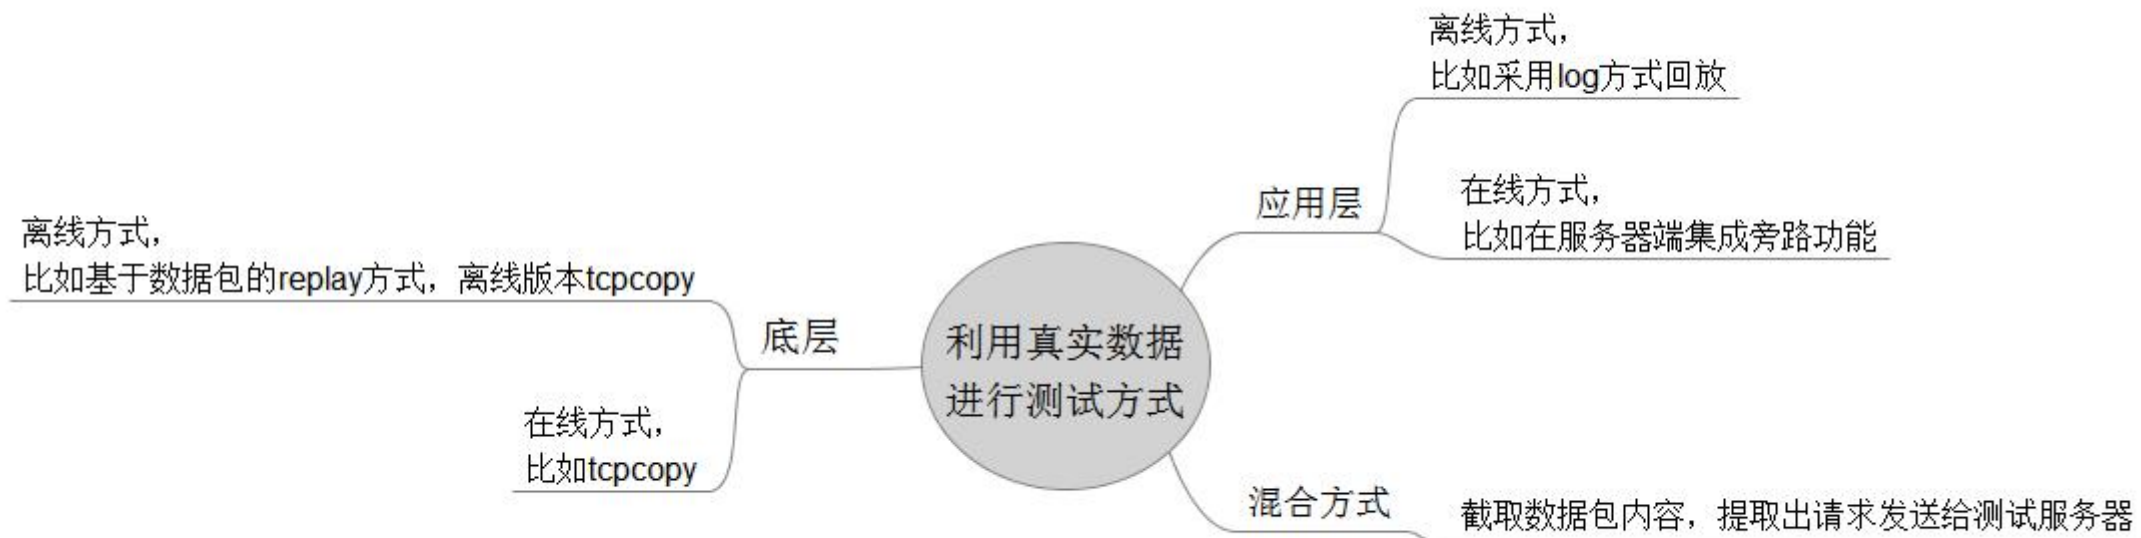 离线方式，
比如采用log方式回放
在线方式，
比如在服务器端集成旁路功能
应用层
离线方式，
比如基于数据包的replay方式，离线版本tcpcopy
底层
在线方式，
比如tcpcopy
利用真实数据
进行测试方式
混合方式
截取数据包内容，提取出请求发送给测试服务器